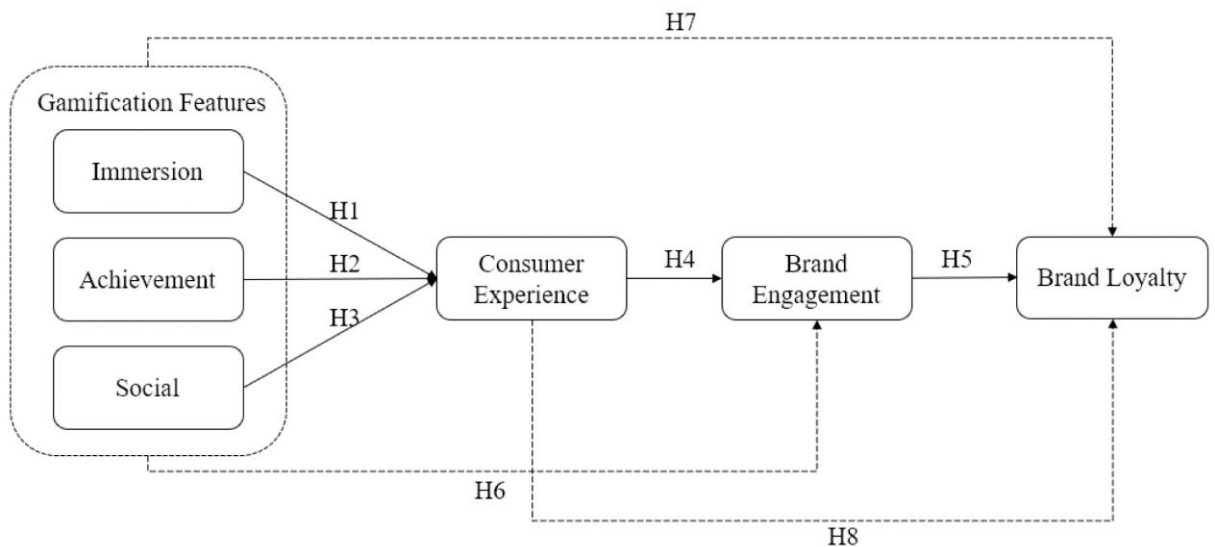 H7
Gamification Features
Immersion
H1
Achievement
H2
Consumer
Experience
H4
Brand
Engagement
H5
Brand Loyalty
H3
Social
H6
H8